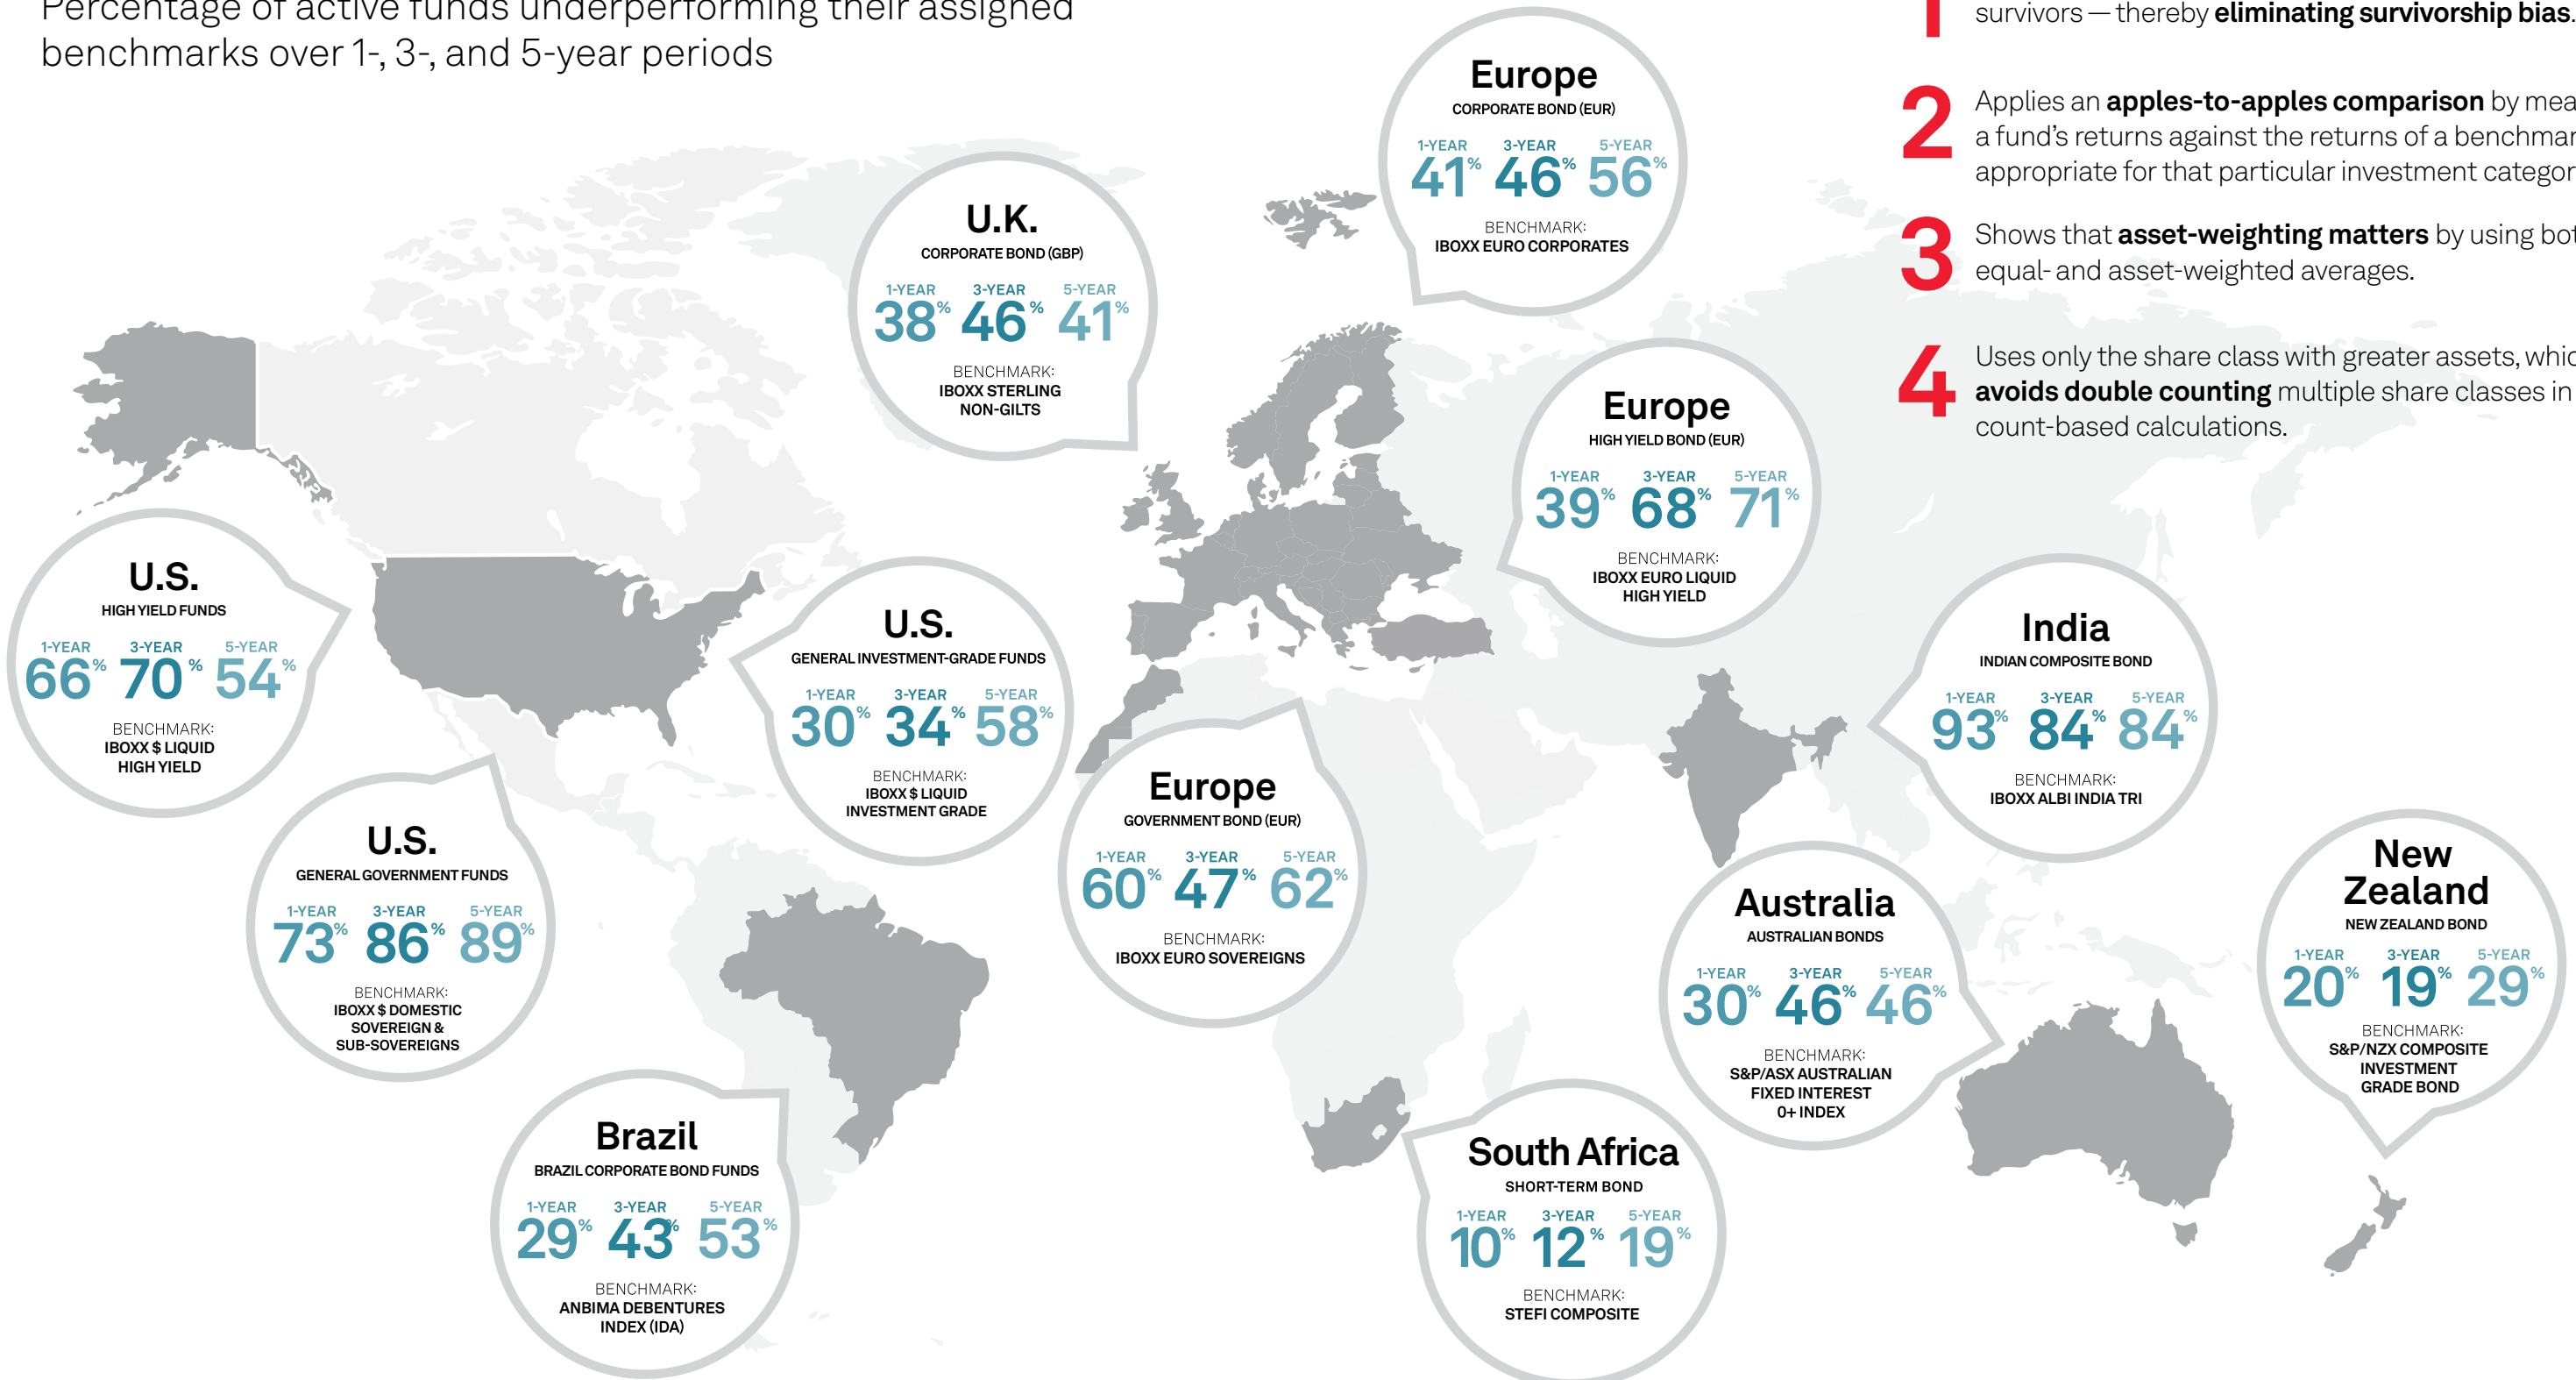 Percentage of active funds underperforming their assigned
benchmarks over 1-, 3-, and 5-year periods
1
survivors — thereby eliminating survivorship bias.
2
Applies an apples-to-apples comparison by mea
a fund's returns against the returns of a benchmar
appropriate for that particular investment categor
3
Shows that asset-weighting matters by using bot
equal- and asset-weighted averages.
4
Uses only the share class with greater assets, whic
avoids double counting multiple share classes in
count-based calculations.
Europe
CORPORATE BOND (EUR)
1-YEAR 3-YEAR 5-YEAR
41% 46% 56%
BENCHMARK:
IBOXX EURO CORPORATES
U.K.
CORPORATE BOND (GBP)
1-YEAR 3-YEAR 5-YEAR
38% 46% 41%
BENCHMARK:
IBOXX STERLING
NON-GILTS
Europe
HIGH YIELD BOND (EUR)
1-YEAR 3-YEAR 5-YEAR
39% 68% 71%
BENCHMARK:
IBOXX EURO LIQUID
HIGH YIELD
U.S.
HIGH YIELD FUNDS
1-YEAR 3-YEAR 5-YEAR
66% 70% 54%
BENCHMARK:
IBOXX $ LIQUID
HIGH YIELD
U.S.
GENERAL INVESTMENT-GRADE FUNDS
1-YEAR 3-YEAR 5-YEAR
30% 34% 58%
BENCHMARK:
IBOXX $ LIQUID
INVESTMENT GRADE
India
INDIAN COMPOSITE BOND
1-YEAR 3-YEAR 5-YEAR
93% 84% 84%
BENCHMARK:
IBOXX ALBI INDIA TRI
U.S.
GENERAL GOVERNMENT FUNDS
1-YEAR 3-YEAR 5-YEAR
73% 86% 89%
BENCHMARK:
IBOXX $ DOMESTIC
SOVEREIGN &
SUB-SOVEREIGNS
Europe
GOVERNMENT BOND (EUR)
1-YEAR 3-YEAR 5-YEAR
60% 47% 62%
BENCHMARK:
IBOXX EURO SOVEREIGNS
Australia
AUSTRALIAN BONDS
1-YEAR 3-YEAR 5-YEAR
30% 46% 46%
BENCHMARK:
S&P/ASX AUSTRALIAN
FIXED INTEREST
0+ INDEX
New
Zealand
NEW ZEALAND BOND
1-YEAR 3-YEAR 5-YEAR
20% 19% 29%
BENCHMARK:
S&P/NZX COMPOSITE
INVESTMENT
GRADE BOND
Brazil
BRAZIL CORPORATE BOND FUNDS
1-YEAR 3-YEAR 5-YEAR
29% 43% 53%
BENCHMARK:
ANBIMA DEBENTURES
INDEX (IDA)
South Africa
SHORT-TERM BOND
1-YEAR 3-YEAR 5-YEAR
10% 12% 19%
BENCHMARK:
STEFI COMPOSITE